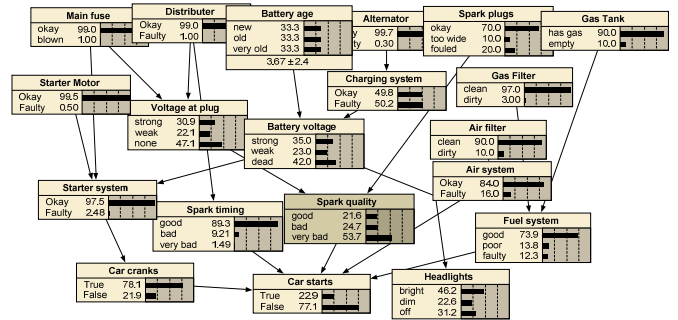 Main fuse
okay 99.0
blown 1.00
Distributer
Okay 99.0
Faulty 1.00
Battery age
new 33.3
old 33.3
very old 33.3
3.67 ± 2.4
Alternator
99.7
0.30
Spark plugs
okay 70.0
too wide 10.0
fouled 20.0
Gas Tank
has gas 90.0
empty 10.0
Starter Motor
Okay 99.5
Faulty 0.50
Voltage at plug
strong 30.9
weak 22.1
none 47.1
Charging system
Okay 49.8
Faulty 50.2
Gas Filter
clean 97.0
dirty 3.00
Battery voltage
strong 35.0
weak 23.0
dead 42.0
Air filter
clean 90.0
dirty 10.0
Air system
Okay 84.0
Faulty 16.0
Starter system
Okay 97.5
Faulty 2.48
Spark timing
good 89.3
bad 9.21
very bad 1.49
Spark quality
good 21.6
bad 24.7
very bad 53.7
Fuel system
good 73.9
poor 13.8
faulty 12.3
Car cranks
True 78.1
False 21.9
Car starts
True 22.9
False 77.1
Headlights
bright 46.2
dim 22.6
off 31.2